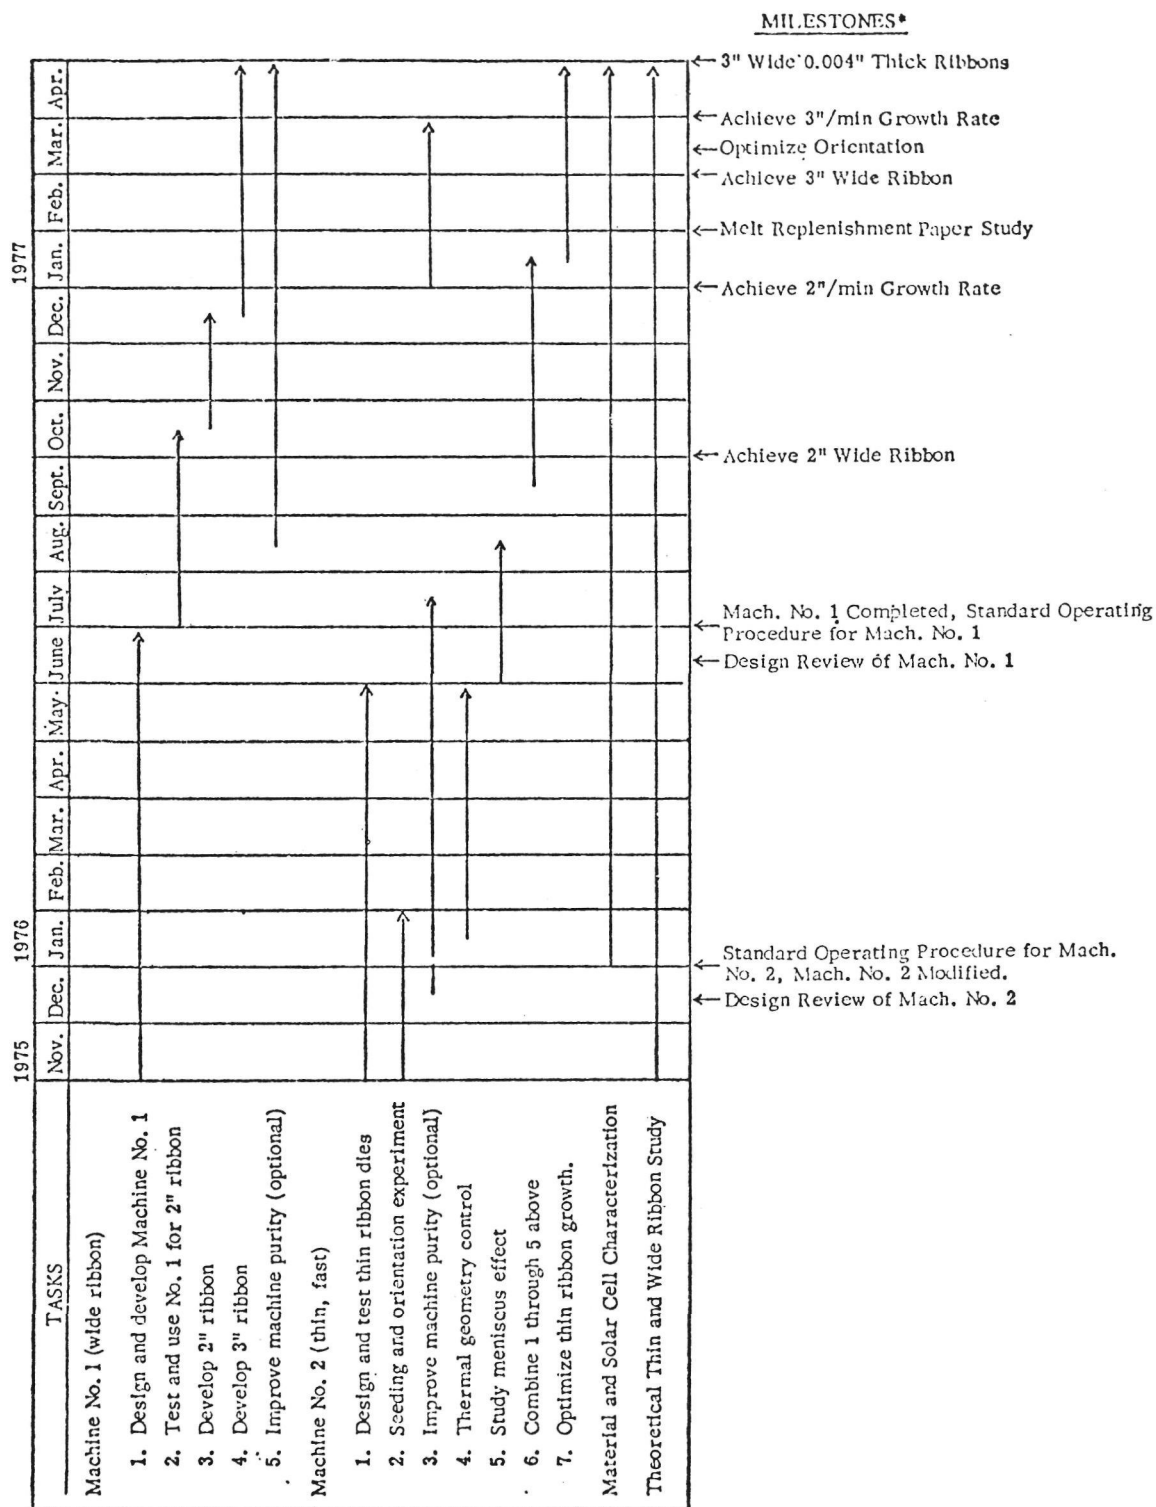 MILESTONES*
3" Wide 0.004" Thick Ribbons
Achieve 3"/min Growth Rate
Optimize Orientation
Achieve 3" Wide Ribbon
Melt Replenishment Paper Study
Achieve 2"/min Growth Rate
Achieve 2" Wide Ribbon
Mach. No. 1 Completed, Standard Operating
Procedure for Mach. No. 1
Design Review of Mach. No. 1
Standard Operating Procedure for Mach.
No. 2, Mach. No. 2 Modified.
Design Review of Mach. No. 2
1975
1976
1977
TASKS
Nov.
Dec.
Jan.
Feb.
Mar.
Apr.
May.
June
July
Aug.
Sept.
Oct.
Nov.
Dec.
Jan.
Feb.
Mar.
Apr.
Machine No. 1 (wide ribbon)
1. Design and develop Machine No. 1
2. Test and use No. 1 for 2" ribbon
3. Develop 2" ribbon
4. Develop 3" ribbon
5. Improve machine purity (optional)
Machine No. 2 (thin, fast)
1. Design and test thin ribbon dies
2. Seeding and orientation experiment
3. Improve machine purity (optional)
4. Thermal geometry control
5. Study meniscus effect
6. Combine 1 through 5 above
7. Optimize thin ribbon growth.
Material and Solar Cell Characterization
Theoretical Thin and Wide Ribbon Study